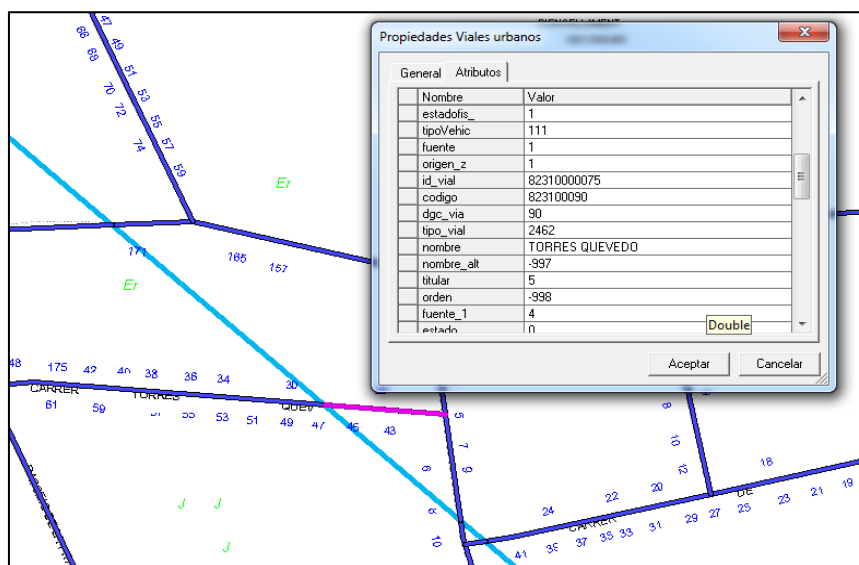 Propiedades Viales urbanos
General Atributos
Nombre Valor
estadofis_ 1
tipoVehic 111
fuente 1
origen_z 1
id_vial 82310000075
codigo 823100090
dgc_via 90
tipo_vial 2462
nombre TORRES QUEVEDO
nombre_alt -997
titular 5
orden -998
fuente_1 4
estado 0
Double
Aceptar Cancelar
47
49
68
68
51
70 53
72 55
74 57
59
Er
171 165 157
Er
48 175 42 40 38 36 34 30
CARRER TORRES QUEV
61 59 55 53 51 49 47 45 43
5
7
6 9
8
10
8
10
12
18
24 22 20
CARRER DE
41 39 37 35 33 31 29 27 25 23 21 19
J J
J